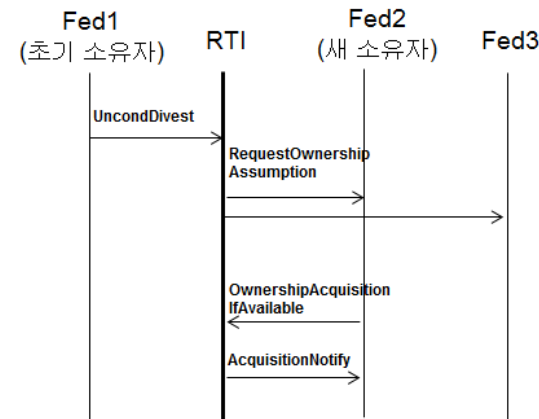 Fed1
(초기 소유자)
RTI
Fed2
(새 소유자)
Fed3
UncondDivest
RequestOwnership
Assumption
OwnershipAcquisition
IfAvailable
AcquisitionNotify